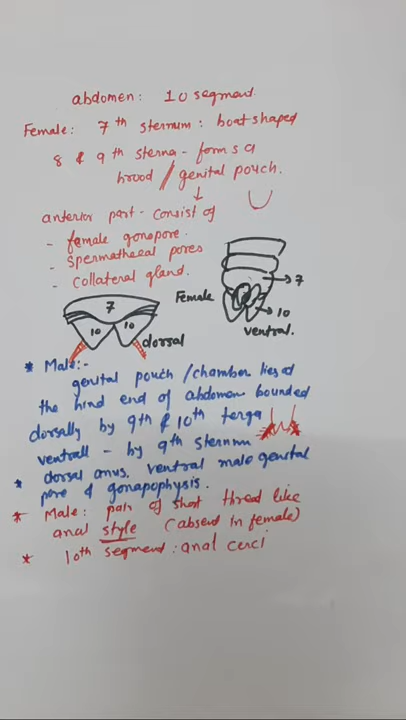 abdomen: 10 segment.
Female: 7th sternum: boat shaped
8 & 9th sterna - forms a
brood / genital pouch.
anterior part - consist of
- female gonopore.
- Spermathecal pores
- Collateral gland.
7
Female
7
10
10
10
dorsal
ventral.
* Male:-
genital pouch /chamber lies at
the hind end of abdomen bounded
dorsally by 9th & 10th terga
ventrall - by 9th sternum
* dorsal anus, ventral male genital
pore & gonapophysis.
* Male: pair of short thread like
anal style (absent in female)
* 10th segment: anal cerci